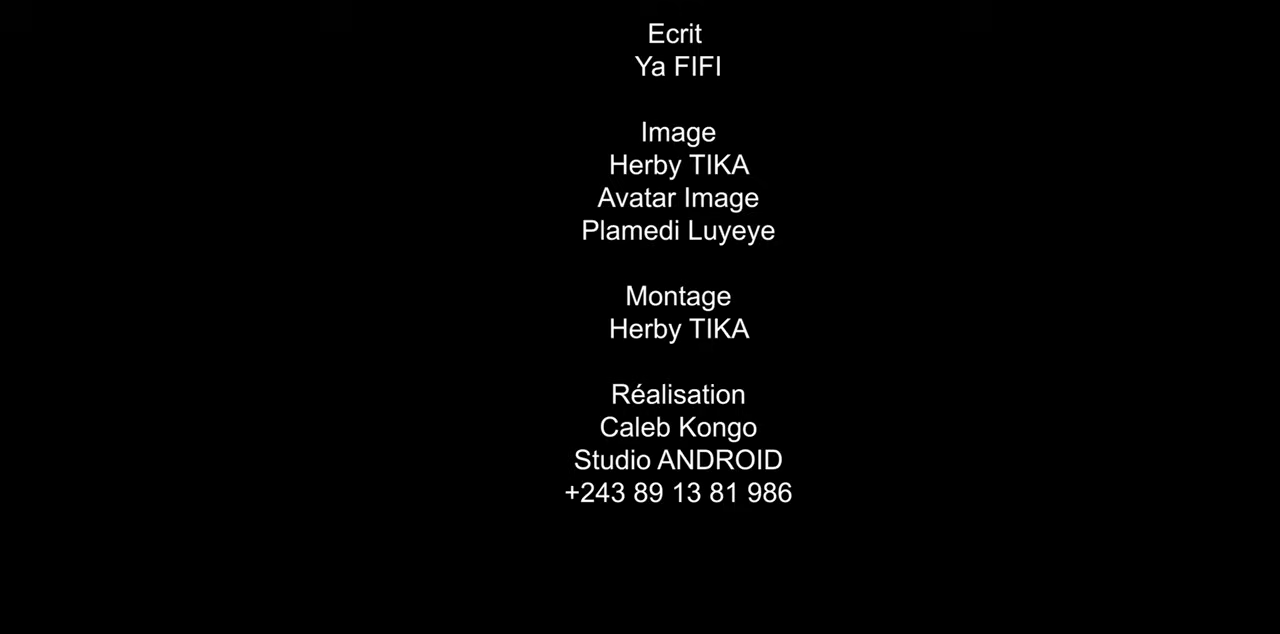 Ecrit
Ya FIFI
Image
Herby TIKA
Avatar Image
Plamedi Luyeye
Montage
Herby TIKA
Réalisation
Caleb Kongo
Studio ANDROID
+243 89 13 81 986